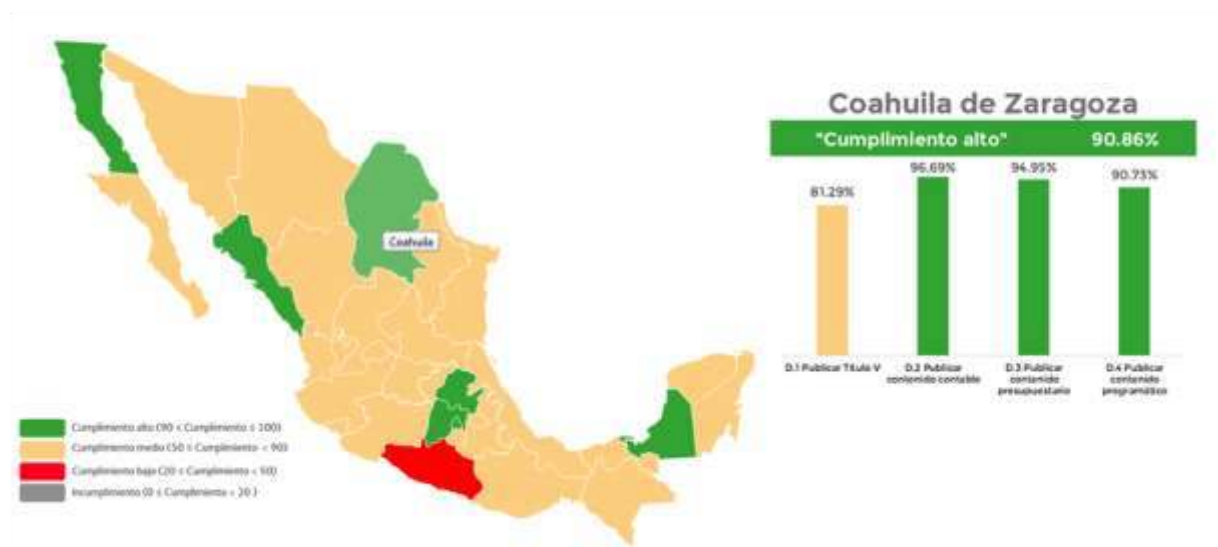 Coahuila de Zaragoza
"Cumplimiento alto" 90.86%
81.29%
96.69%
94.95%
90.73%
D.1 Publicar Título V
D.2 Publicar
contenido contable
D.3 Publicar
contenido
presupuestario
D.4 Publicar
contenido
programático
Coahuila
Cumplimiento alto (90 ≤ Cumplimiento ≤ 100)
Cumplimiento medio (50 ≤ Cumplimiento < 90)
Cumplimiento bajo (20 ≤ Cumplimiento < 50)
Incumplimiento (0 ≤ Cumplimiento < 20 )